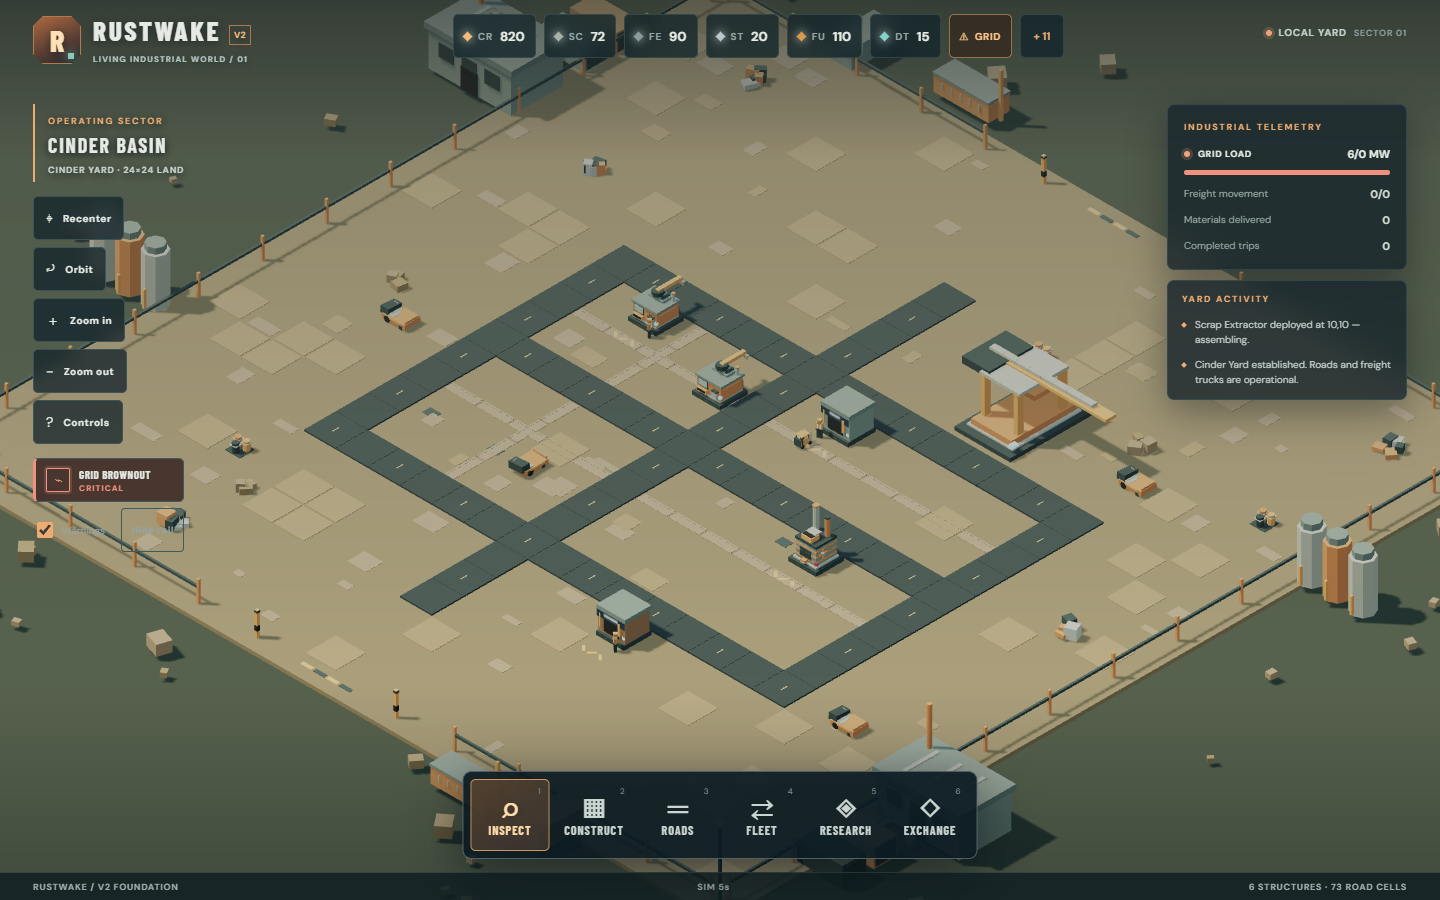 R RUSTWAKE V2
LIVING INDUSTRIAL WORLD / 01
CR 820
SC 72
FE 90
ST 20
FU 110
DT 15
GRID
+ 11
LOCAL YARD SECTOR 01
OPERATING SECTOR
CINDER BASIN
CINDER YARD · 24×24 LAND
Recenter
Orbit
+ Zoom in
− Zoom out
? Controls
GRID BROWNOUT
CRITICAL
INDUSTRIAL TELEMETRY
GRID LOAD 6/0 MW
Freight movement 0/0
Materials delivered 0
Completed trips 0
YARD ACTIVITY
Scrap Extractor deployed at 10,10 —
assembling.
Cinder Yard established. Roads and freight
trucks are operational.
1 INSPECT
2 CONSTRUCT
3 ROADS
4 FLEET
5 RESEARCH
6 EXCHANGE
RUSTWAKE / V2 FOUNDATION
SIM 5s
6 STRUCTURES · 73 ROAD CELLS